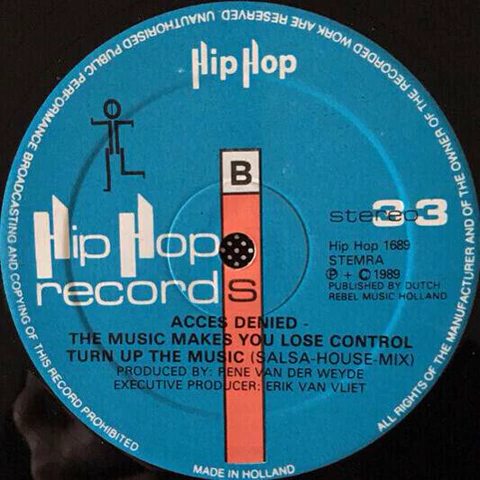 ALL RIGHTS OF THE MANUFACTURER AND OF THE OWNER OF THE RECORDED WORK ARE RESERVED. UNAUTHORISED PUBLIC PERFORMANCE BROADCASTING AND COPYING OF THIS RECORD PROHIBITED
Hip Hop
B
Hip Hop
records
stereo 33
Hip Hop 1689
STEMRA
℗ + © 1989
PUBLISHED BY DUTCH
REBEL MUSIC HOLLAND
ACCES DENIED -
THE MUSIC MAKES YOU LOSE CONTROL
TURN UP THE MUSIC (SALSA-HOUSE-MIX)
PRODUCED BY: RENE VAN DER WEYDE
EXECUTIVE PRODUCER: ERIK VAN VLIET
MADE IN HOLLAND